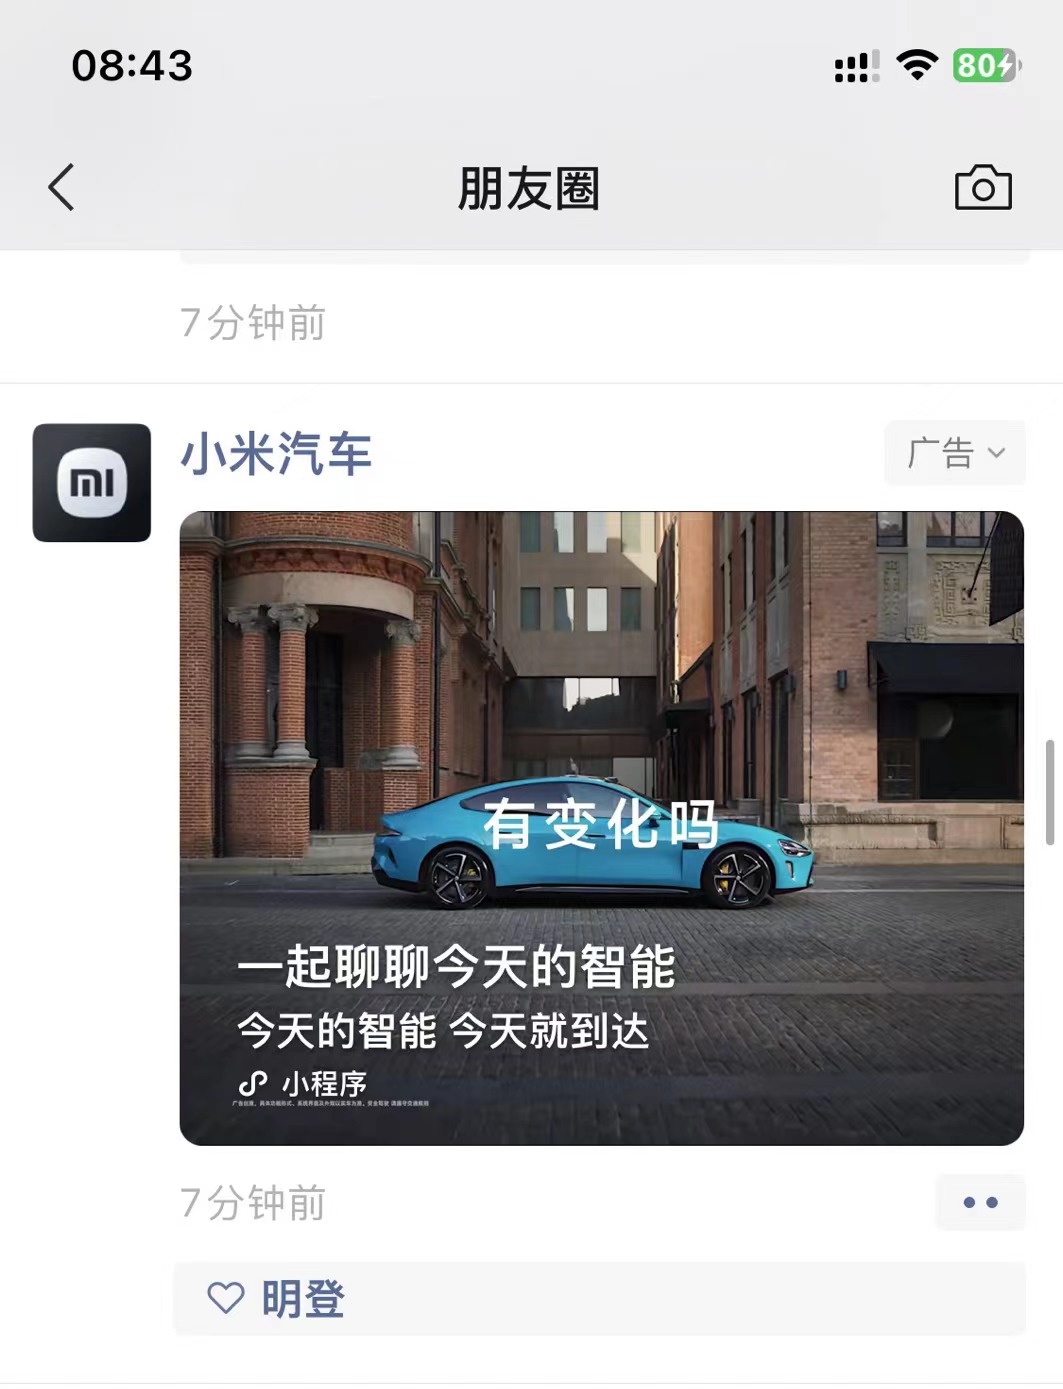 08:43
80
朋友圈
7分钟前
小米汽车
广告
有变化吗
一起聊聊今天的智能
今天的智能 今天就到达
小程序
7分钟前
明登